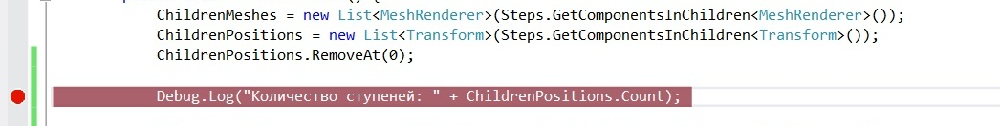 () {
ChildrenMeshes = new List<MeshRenderer>(Steps.GetComponentsInChildren<MeshRenderer>());
ChildrenPositions = new List<Transform>(Steps.GetComponentsInChildren<Transform>());
ChildrenPositions.RemoveAt(0);
Debug.Log("Количество ступеней: " + ChildrenPositions.Count);